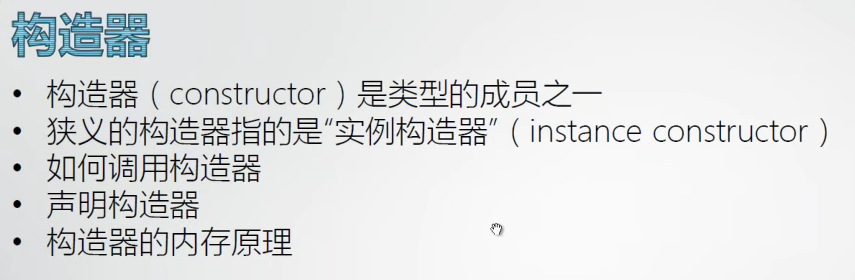 构造器
• 构造器（constructor）是类型的成员之一
• 狭义的构造器指的是“实例构造器”（instance constructor）
• 如何调用构造器
• 声明构造器
• 构造器的内存原理